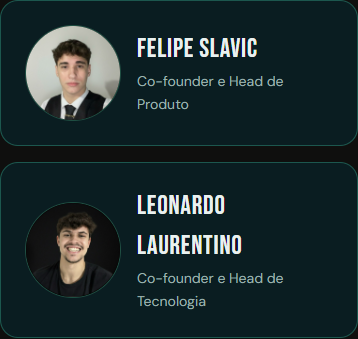 FELIPE SLAVIC
Co-founder e Head de
Produto
LEONARDO
LAURENTINO
Co-founder e Head de
Tecnologia